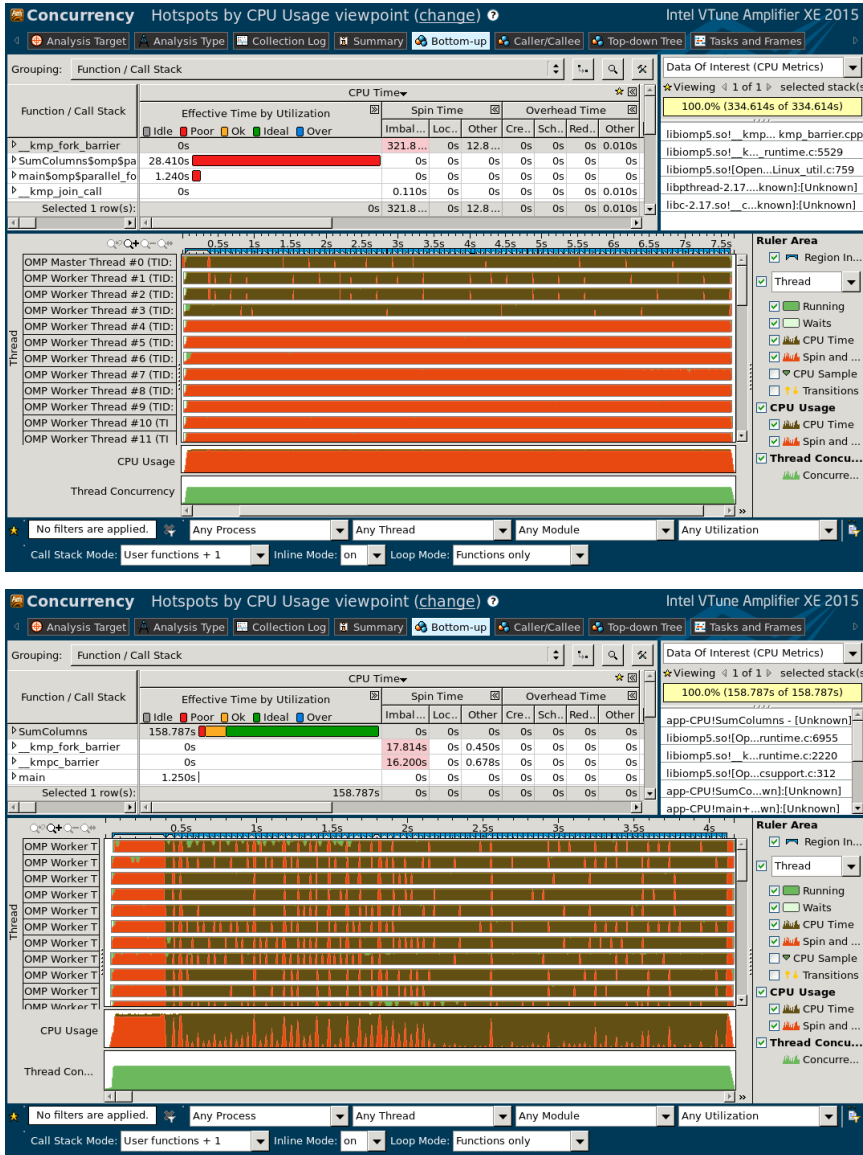 Concurrency Hotspots by CPU Usage viewpoint (change) ? Intel VTune Amplifier XE 2015
Analysis Target Analysis Type Collection Log Summary Bottom-up Caller/Callee Top-down Tree Tasks and Frames
Grouping: Function / Call Stack Data Of Interest (CPU Metrics)
CPU Time Viewing 1 of 1 selected stack(s
Function / Call Stack Effective Time by Utilization Spin Time Overhead Time 100.0% (334.614s of 334.614s)
Idle Poor Ok Ideal Over Imbal... Loc... Other Cre... Sch... Red... Other
__kmp_fork_barrier 0s 321.8... 0s 12.8... 0s 0s 0s 0.010s
SumColumns$omp$pa 28.410s 0s 0s 0s 0s 0s 0s 0s
main$omp$parallel_fo 1.240s 0s 0s 0s 0s 0s 0s 0s
__kmp_join_call 0s 0.110s 0s 0s 0s 0s 0s 0.010s
Selected 1 row(s): 0s 321.8... 0s 12.8... 0s 0s 0s 0.010s
libiomp5.so!__kmp... kmp_barrier.cpp
libiomp5.so!__k..._runtime.c:5529
libiomp5.so![Open...Linux_util.c:759
libpthread-2.17....known]:[Unknown]
libc-2.17.so!__c...known]:[Unknown]
0.5s 1s 1.5s 2s 2.5s 3s 3.5s 4s 4.5s 5s 5.5s 6s 6.5s 7s 7.5s
Thread
OMP Master Thread #0 (TID:
OMP Worker Thread #1 (TID:
OMP Worker Thread #2 (TID:
OMP Worker Thread #3 (TID:
OMP Worker Thread #4 (TID:
OMP Worker Thread #5 (TID:
OMP Worker Thread #6 (TID:
OMP Worker Thread #7 (TID:
OMP Worker Thread #8 (TID:
OMP Worker Thread #9 (TID:
OMP Worker Thread #10 (TI
OMP Worker Thread #11 (TI
CPU Usage
Thread Concurrency
Ruler Area
Region In...
Thread
Running
Waits
CPU Time
Spin and ...
CPU Sample
Transitions
CPU Usage
CPU Time
Spin and ...
Thread Concu...
Concurre...
No filters are applied. Any Process Any Thread Any Module Any Utilization
Call Stack Mode: User functions + 1 Inline Mode: on Loop Mode: Functions only
Concurrency Hotspots by CPU Usage viewpoint (change) ? Intel VTune Amplifier XE 2015
Analysis Target Analysis Type Collection Log Summary Bottom-up Caller/Callee Top-down Tree Tasks and Frames
Grouping: Function / Call Stack Data Of Interest (CPU Metrics)
CPU Time Viewing 1 of 1 selected stack(s
Function / Call Stack Effective Time by Utilization Spin Time Overhead Time 100.0% (158.787s of 158.787s)
Idle Poor Ok Ideal Over Imbal... Loc... Other Cre... Sch... Red... Other
SumColumns 158.787s 0s 0s 0s 0s 0s 0s 0s
__kmp_fork_barrier 0s 17.814s 0s 0.450s 0s 0s 0s 0s
__kmpc_barrier 0s 16.200s 0s 0.678s 0s 0s 0s 0s
main 1.250s 0s 0s 0s 0s 0s 0s 0s
Selected 1 row(s): 158.787s 0s 0s 0s 0s 0s 0s 0s
app-CPU!SumColumns - [Unknown]
libiomp5.so![Op...runtime.c:6955
libiomp5.so!__k...runtime.c:2220
libiomp5.so![Op...csupport.c:312
app-CPU!SumCo...wn]:[Unknown]
app-CPU!main+...wn]:[Unknown]
0.5s 1s 1.5s 2s 2.5s 3s 3.5s 4s
Thread
OMP Worker T
OMP Worker T
OMP Worker T
OMP Worker T
OMP Worker T
OMP Worker T
OMP Worker T
OMP Worker T
OMP Worker T
OMP Worker T
OMP Worker T
CPU Usage
Thread Con...
Ruler Area
Region In...
Thread
Running
Waits
CPU Time
Spin and ...
CPU Sample
Transitions
CPU Usage
CPU Time
Spin and ...
Thread Concu...
Concurre...
No filters are applied. Any Process Any Thread Any Module Any Utilization
Call Stack Mode: User functions + 1 Inline Mode: on Loop Mode: Functions only